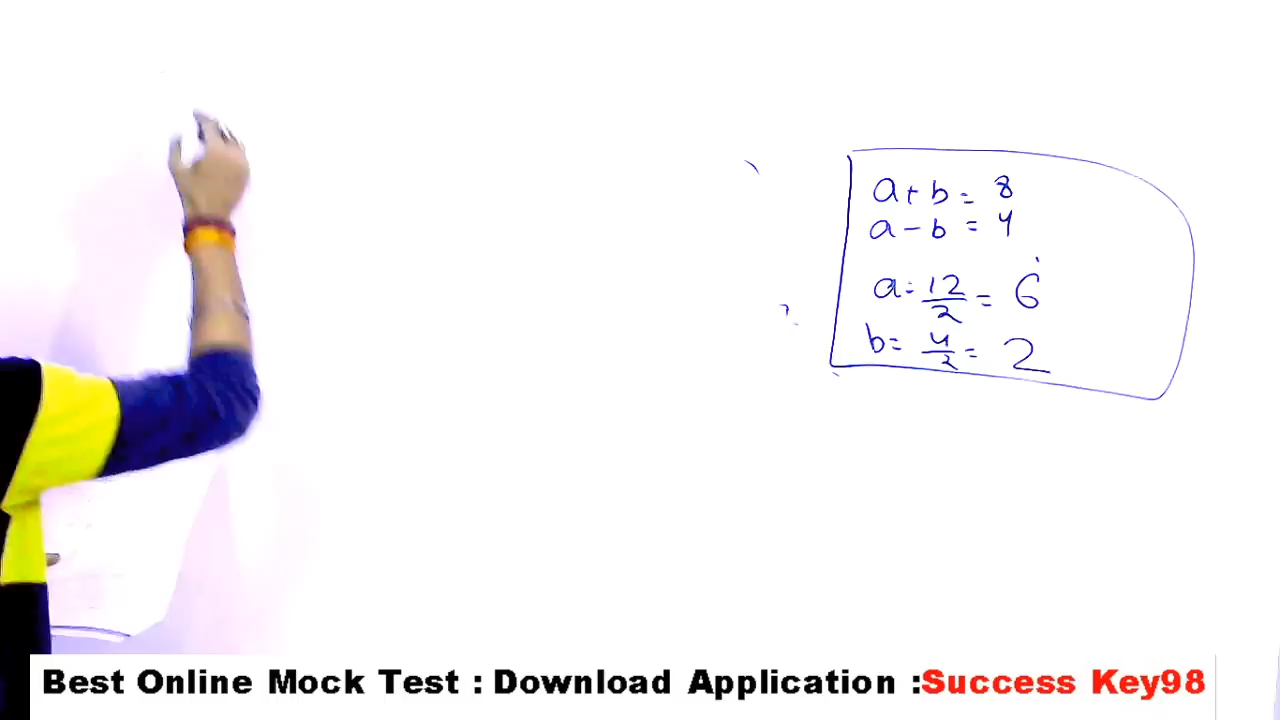 a + b = 8
a - b = 4
a = 12/2 = 6
b = 4/2 = 2
Best Online Mock Test : Download Application :Success Key98